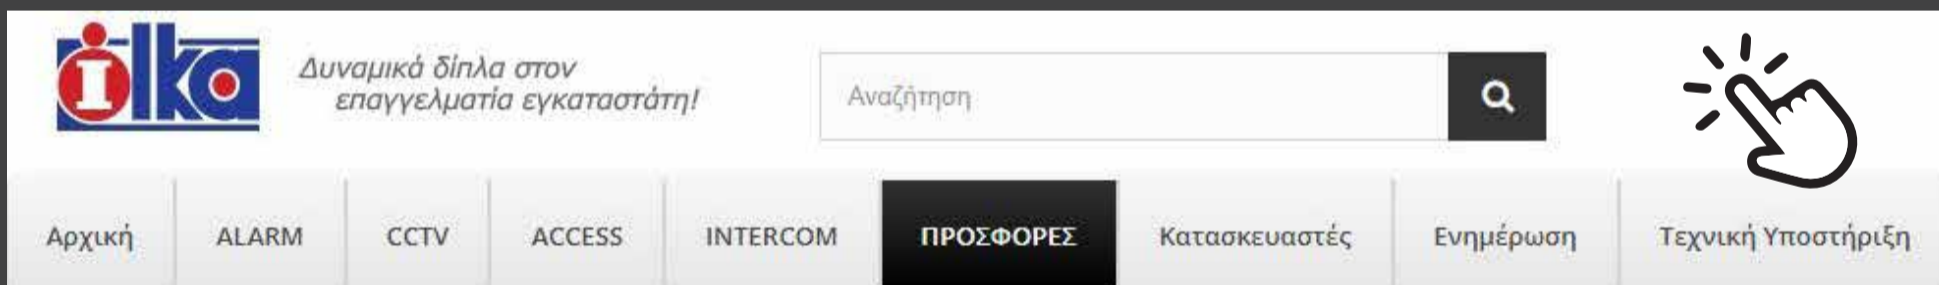 ilka
Δυναμικά δίπλα στον
επαγγελματία εγκαταστάτη!
Αναζήτηση
Αρχική
ALARM
CCTV
ACCESS
INTERCOM
ΠΡΟΣΦΟΡΕΣ
Κατασκευαστές
Ενημέρωση
Τεχνική Υποστήριξη